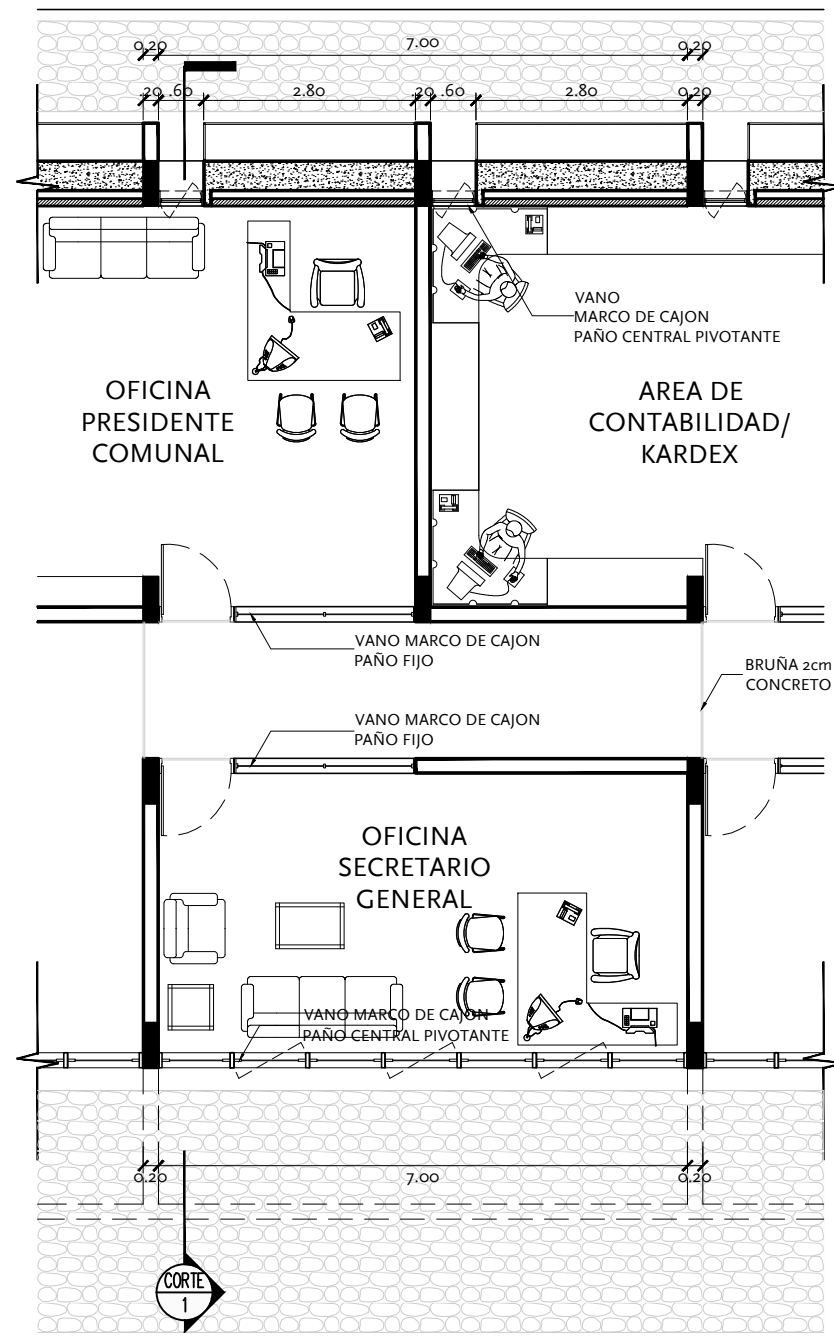 0.20 7.00 0.20
.20 .60 2.80 .20 .60 2.80 0.20
VANO
MARCO DE CAJON
PAÑO CENTRAL PIVOTANTE
OFICINA
PRESIDENTE
COMUNAL
AREA DE
CONTABILIDAD/
KARDEX
VANO MARCO DE CAJON
PAÑO FIJO
BRUÑA 2cm
CONCRETO
VANO MARCO DE CAJON
PAÑO FIJO
OFICINA
SECRETARIO
GENERAL
VANO MARCO DE CAJON
PAÑO CENTRAL PIVOTANTE
0.20 7.00 0.20
CORTE
1